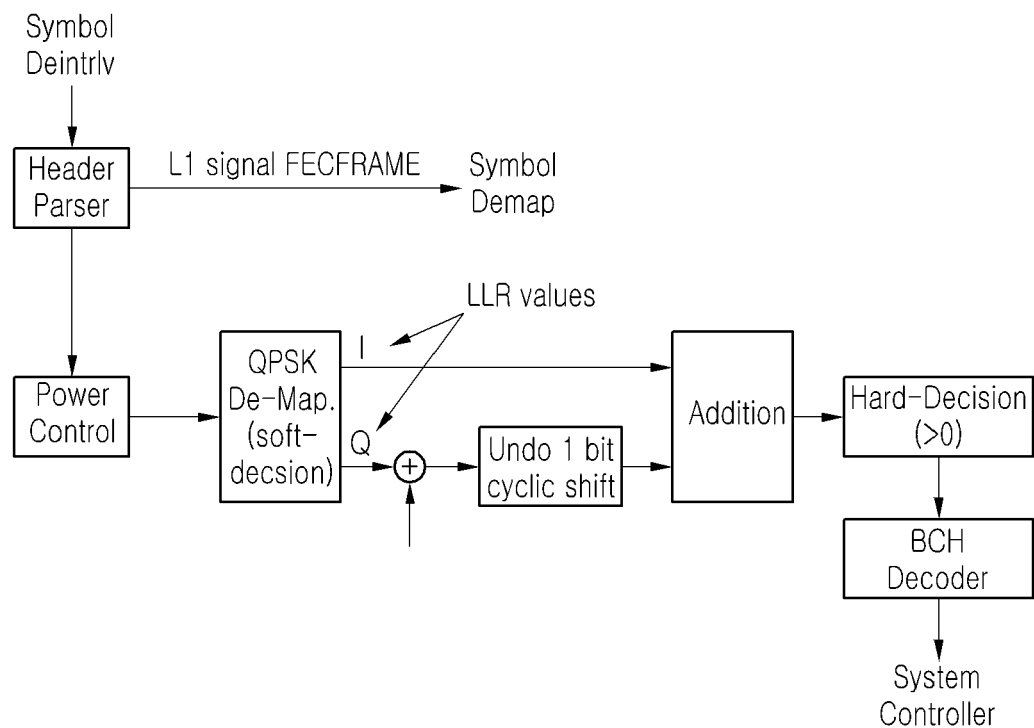 Symbol
Deintrlv
Header
Parser
L1 signal FECFRAME
Symbol
Demap
LLR values
Power
Control
QPSK
De-Map.
(soft-
decsion)
I
Q
+
Undo 1 bit
cyclic shift
Addition
Hard-Decision
(>0)
BCH
Decoder
System
Controller